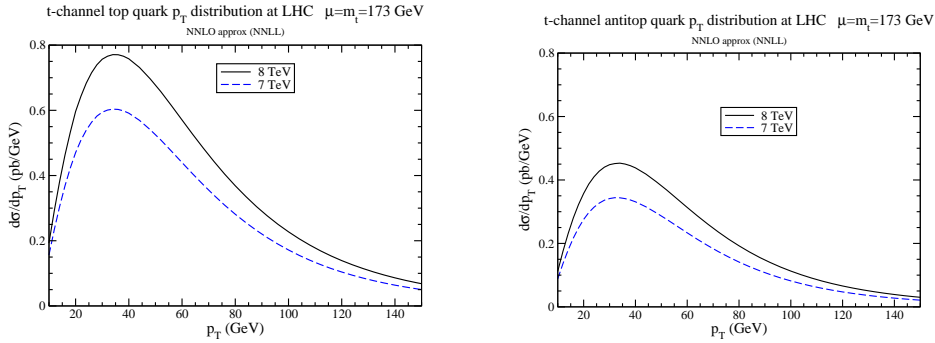 t-channel top quark p_T distribution at LHC μ=m_t=173 GeV
NNLO approx (NNLL)
0.8
0.6
0.4
0.2
0
dσ/dp_T (pb/GeV)
8 TeV
7 TeV
20 40 60 80 100 120 140
p_T (GeV)
t-channel antitop quark p_T distribution at LHC μ=m_t=173 GeV
NNLO approx (NNLL)
0.8
0.6
0.4
0.2
0
dσ/dp_T (pb/GeV)
8 TeV
7 TeV
20 40 60 80 100 120 140
p_T (GeV)